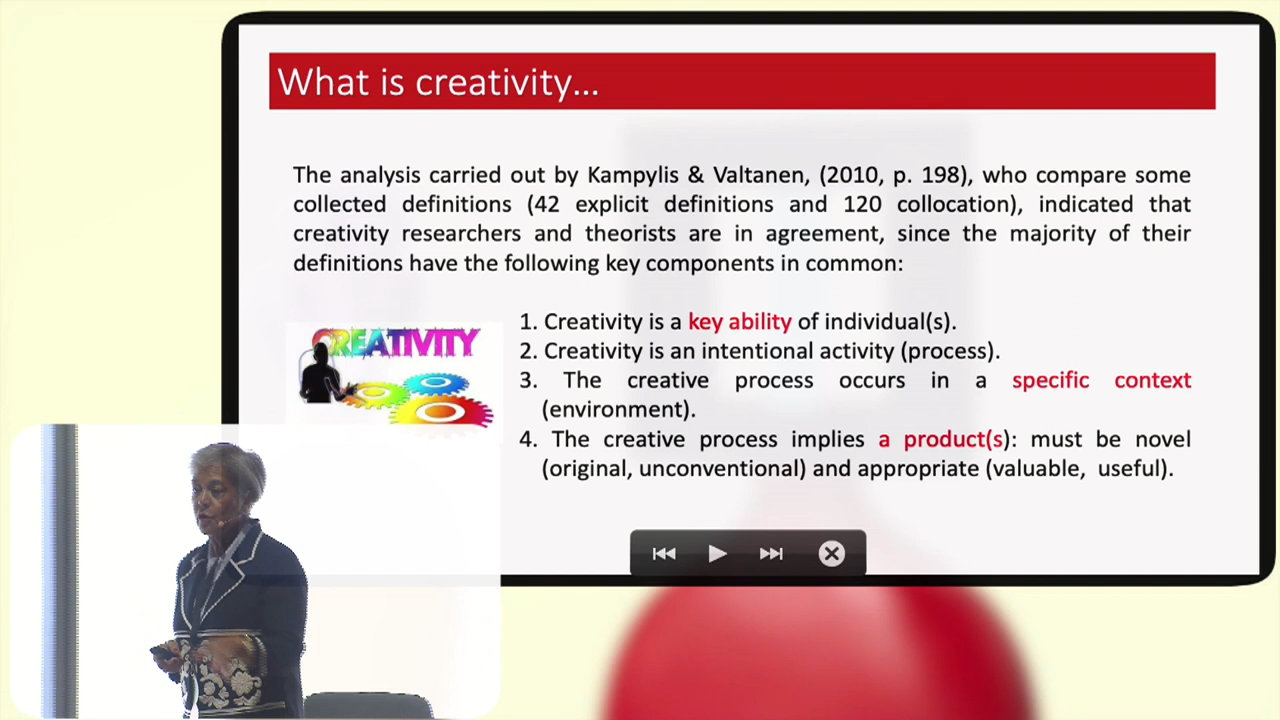 What is creativity...
The analysis carried out by Kampylis & Valtanen, (2010, p. 198), who compare some
collected definitions (42 explicit definitions and 120 collocation), indicated that
creativity researchers and theorists are in agreement, since the majority of their
definitions have the following key components in common:
CREATIVITY
1. Creativity is a key ability of individual(s).
2. Creativity is an intentional activity (process).
3. The creative process occurs in a specific context
(environment).
4. The creative process implies a product(s): must be novel
(original, unconventional) and appropriate (valuable, useful).